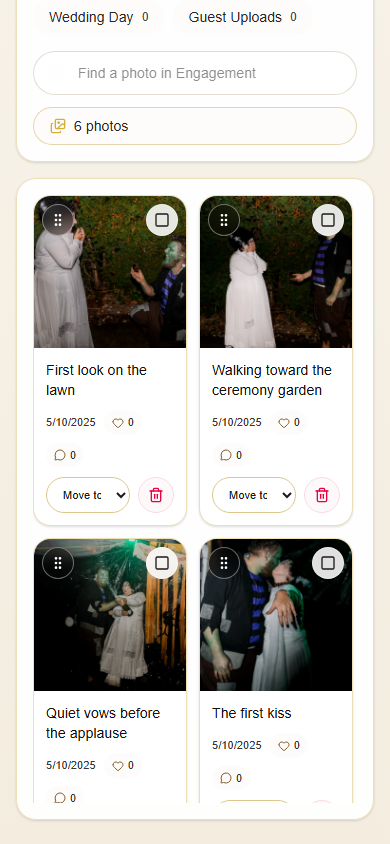 Wedding Day 0
Guest Uploads 0
Find a photo in Engagement
6 photos
First look on the
lawn
5/10/2025 0
0
Move to
Walking toward the
ceremony garden
5/10/2025 0
0
Move to
Quiet vows before
the applause
5/10/2025 0
0
The first kiss
5/10/2025 0
0